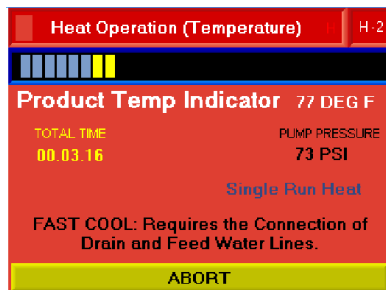 Heat Operation (Temperature) H-2
Product Temp Indicator 77 DEG F
TOTAL TIME PUMP PRESSURE
00.03.16 73 PSI
Single Run Heat
FAST COOL: Requires the Connection of
Drain and Feed Water Lines.
ABORT